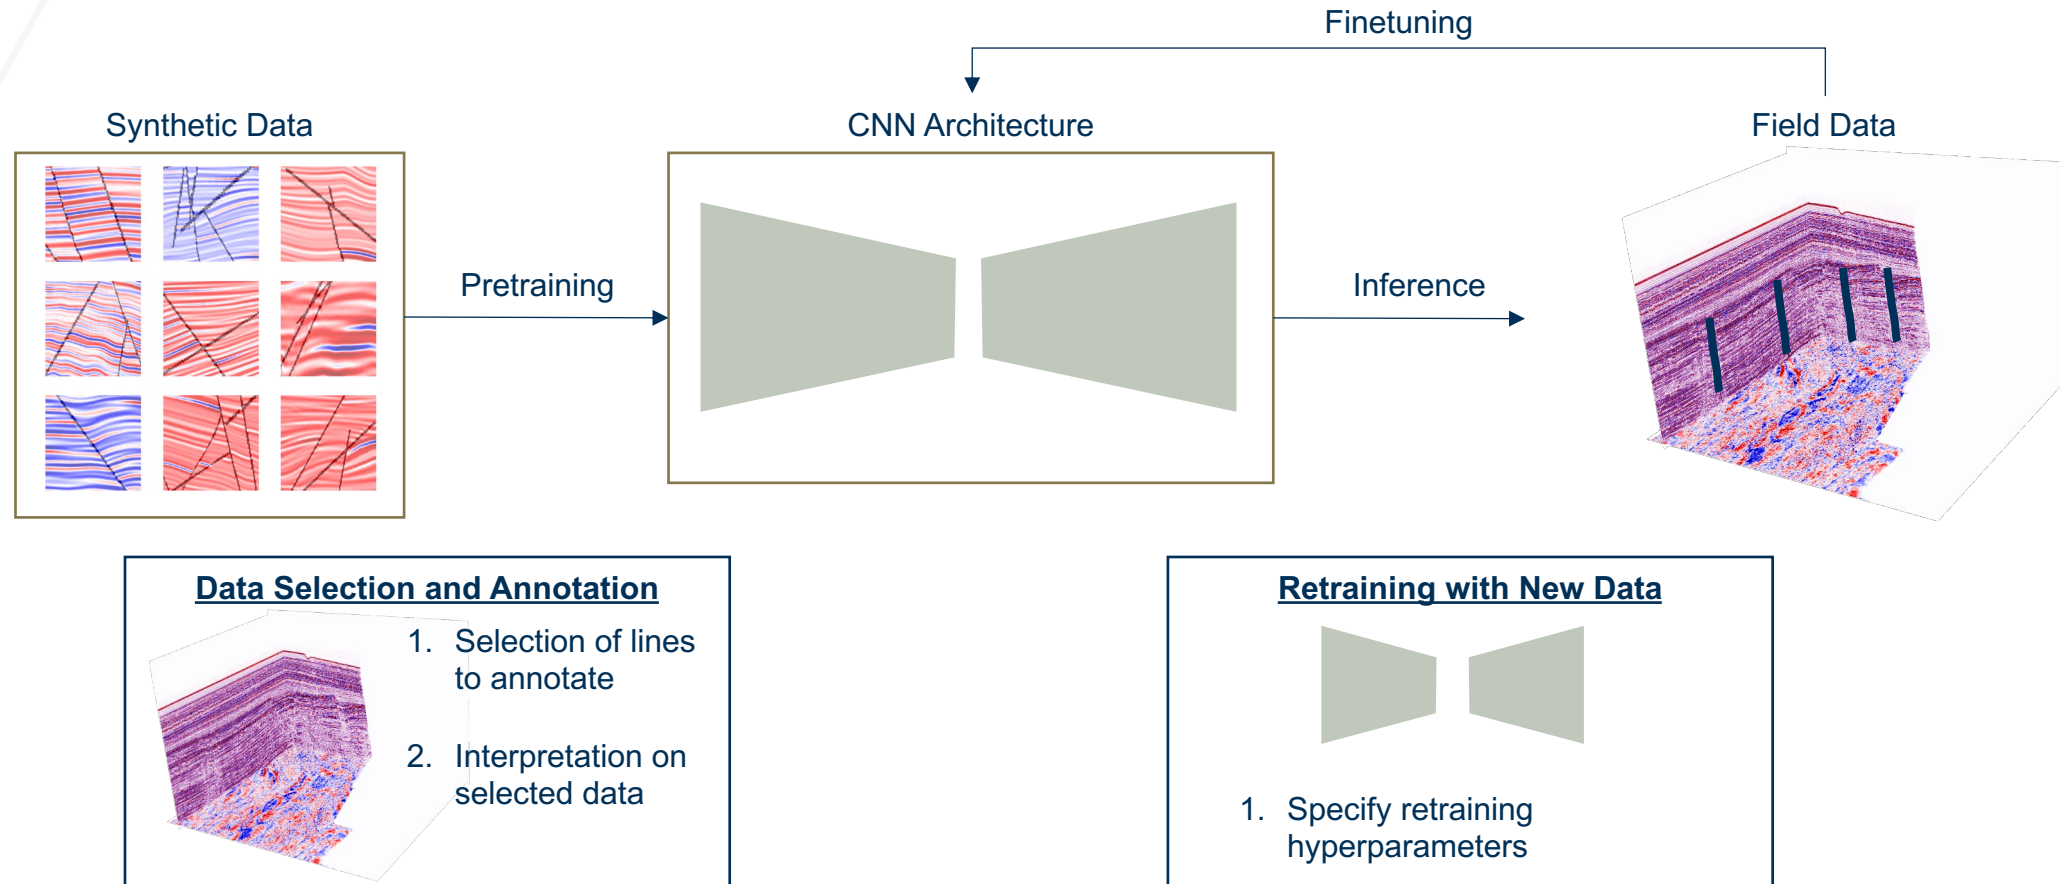 Finetuning
Synthetic Data
CNN Architecture
Field Data
Pretraining
Inference
Data Selection and Annotation
1. Selection of lines
to annotate
2. Interpretation on
selected data
Retraining with New Data
1. Specify retraining
hyperparameters